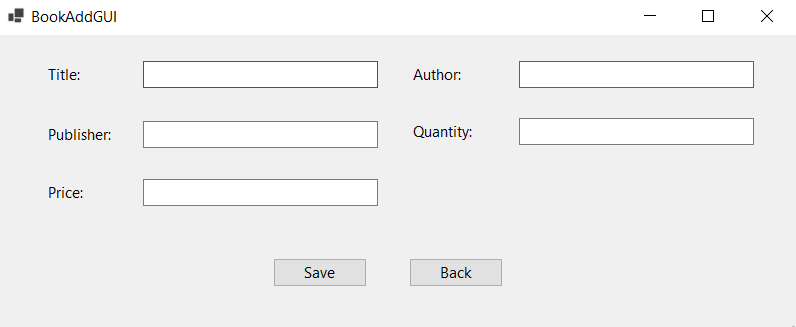 BookAddGUI
Title:
Author:
Publisher:
Quantity:
Price:
Save
Back